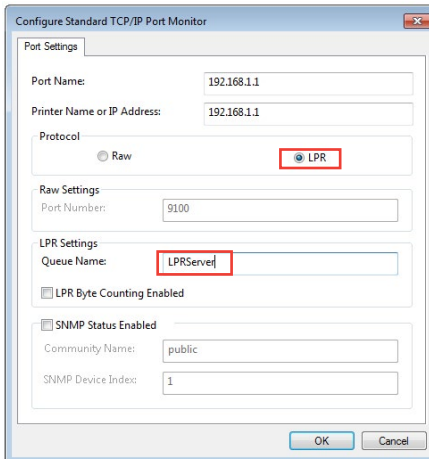 Configure Standard TCP/IP Port Monitor
Port Settings
Port Name: 192.168.1.1
Printer Name or IP Address: 192.168.1.1
Protocol
Raw LPR
Raw Settings
Port Number: 9100
LPR Settings
Queue Name: LPRServer
LPR Byte Counting Enabled
SNMP Status Enabled
Community Name: public
SNMP Device Index: 1
OK Cancel